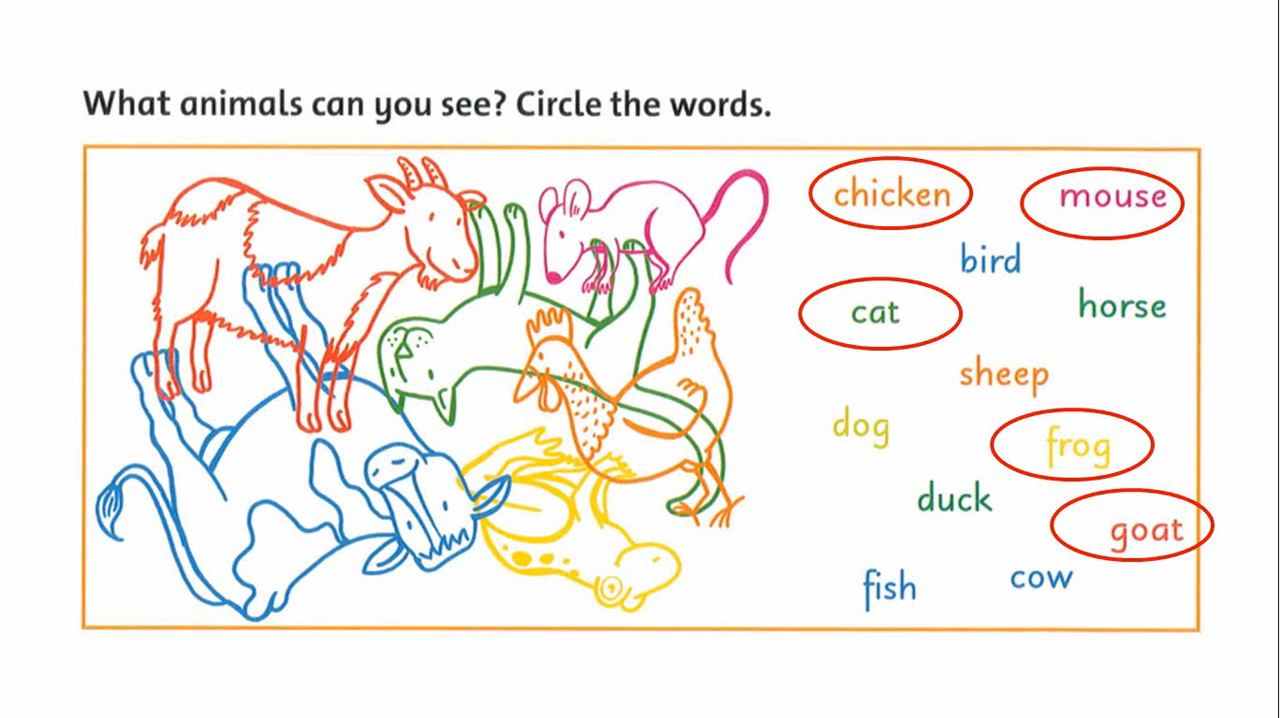 What animals can you see? Circle the words.
chicken
mouse
bird
cat
horse
sheep
dog
frog
duck
goat
fish
cow